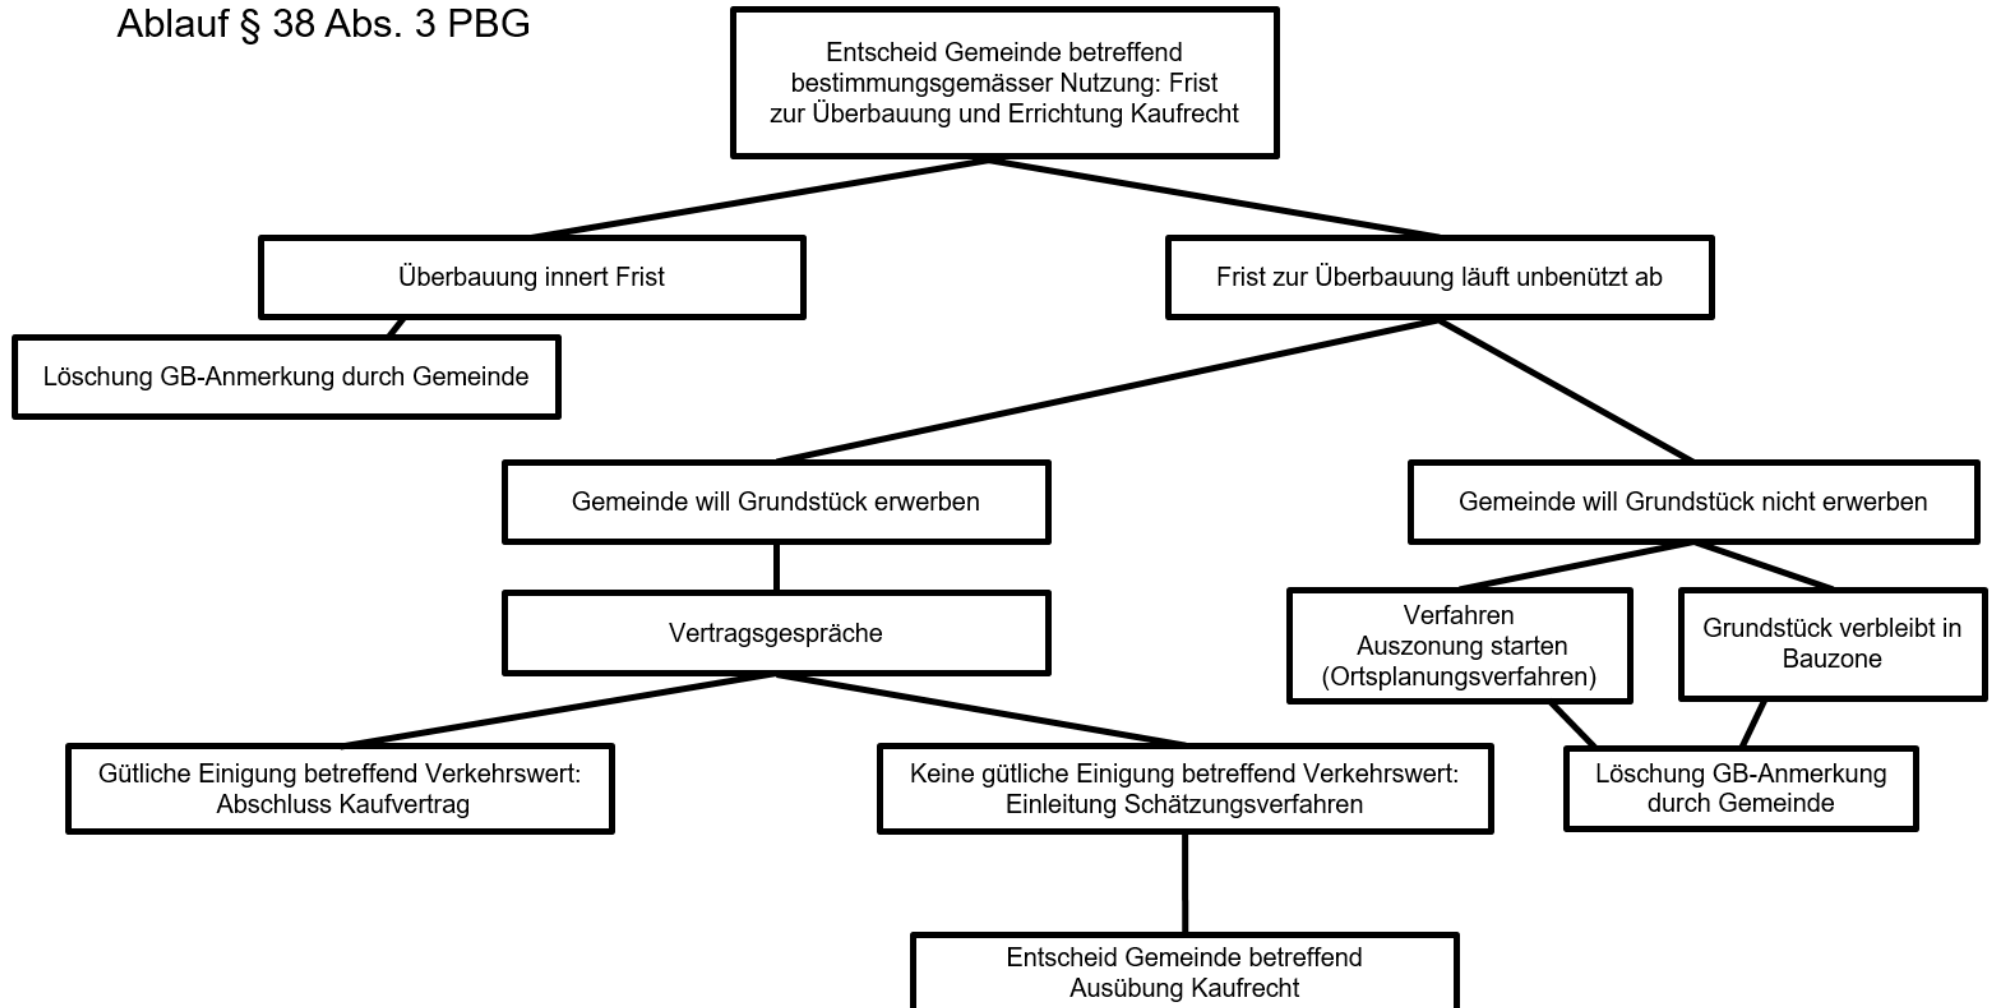 Ablauf § 38 Abs. 3 PBG
Entscheid Gemeinde betreffend
bestimmungsgemässer Nutzung: Frist
zur Überbauung und Errichtung Kaufrecht
Überbauung innert Frist
Frist zur Überbauung läuft unbenützt ab
Löschung GB-Anmerkung durch Gemeinde
Gemeinde will Grundstück erwerben
Gemeinde will Grundstück nicht erwerben
Vertragsgespräche
Verfahren
Auszonung starten
(Ortsplanungsverfahren)
Grundstück verbleibt in
Bauzone
Gütliche Einigung betreffend Verkehrswert:
Abschluss Kaufvertrag
Keine gütliche Einigung betreffend Verkehrswert:
Einleitung Schätzungsverfahren
Löschung GB-Anmerkung
durch Gemeinde
Entscheid Gemeinde betreffend
Ausübung Kaufrecht